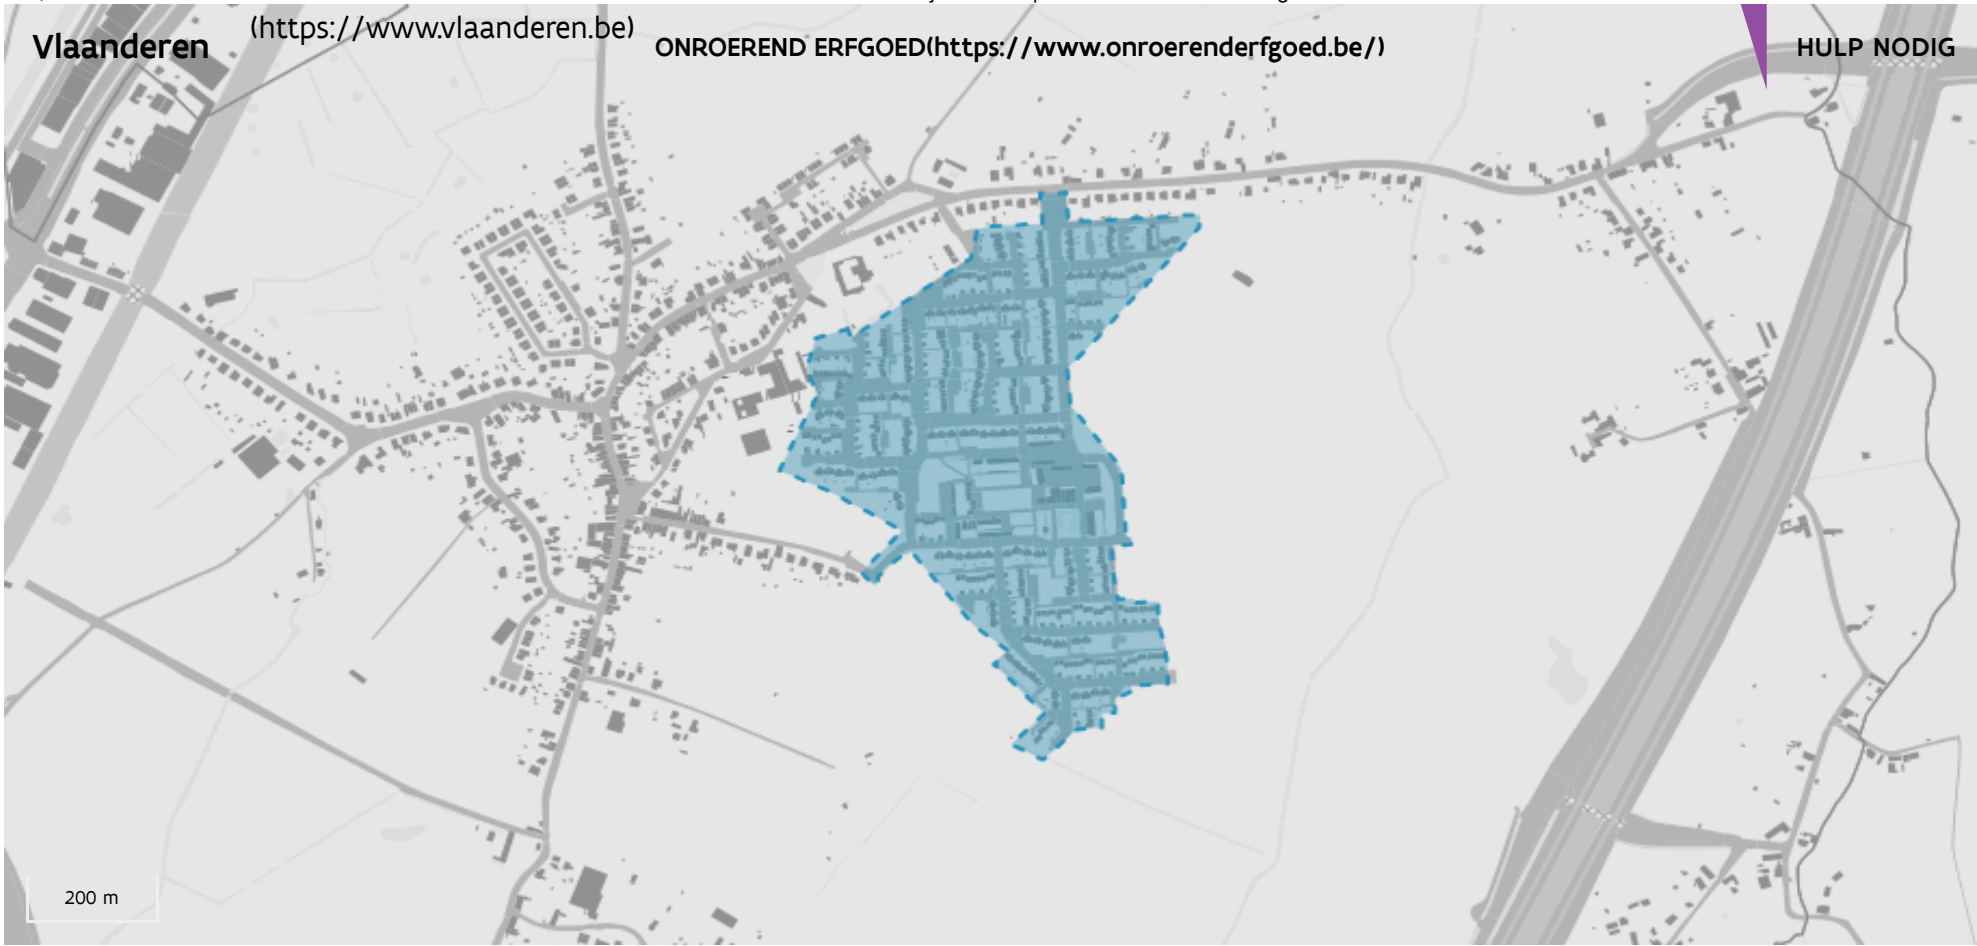 Vlaanderen
(https://www.vlaanderen.be)
ONROEREND ERFGOED(https://www.onroerenderfgoed.be/)
HULP NODIG
200 m